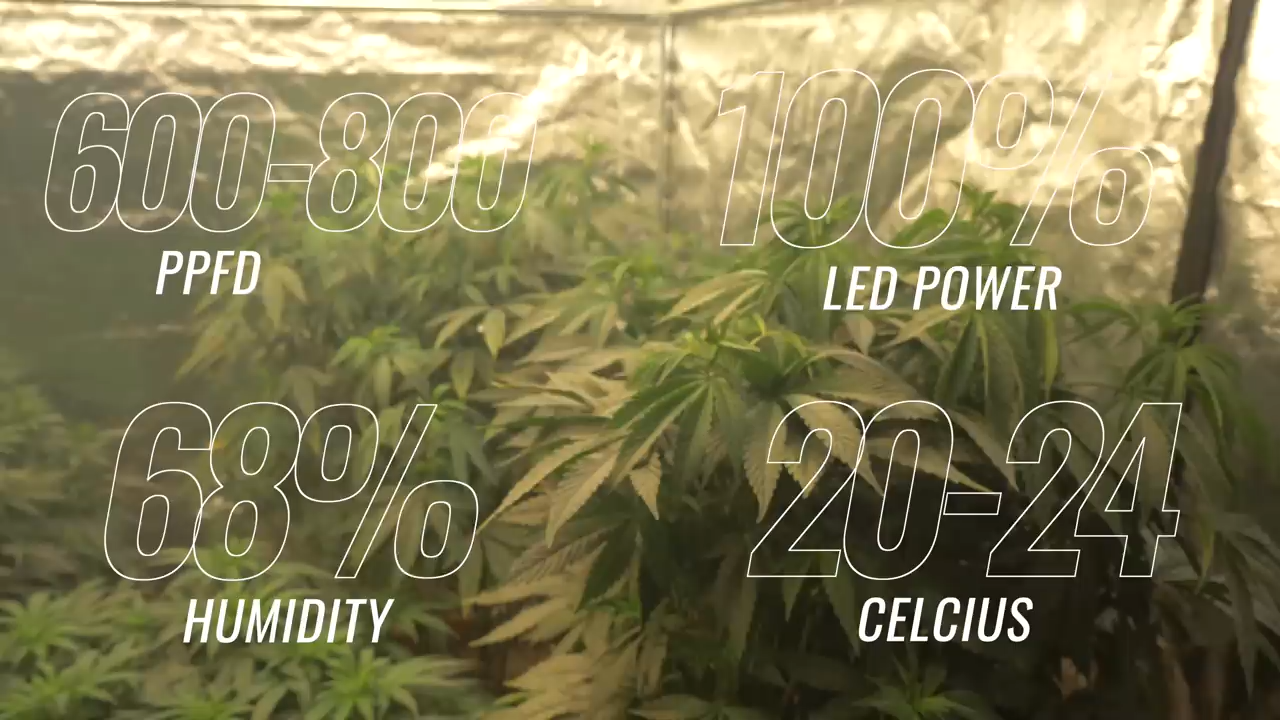 600-800
PPFD
100%
LED POWER
68%
HUMIDITY
20-24
CELCIUS